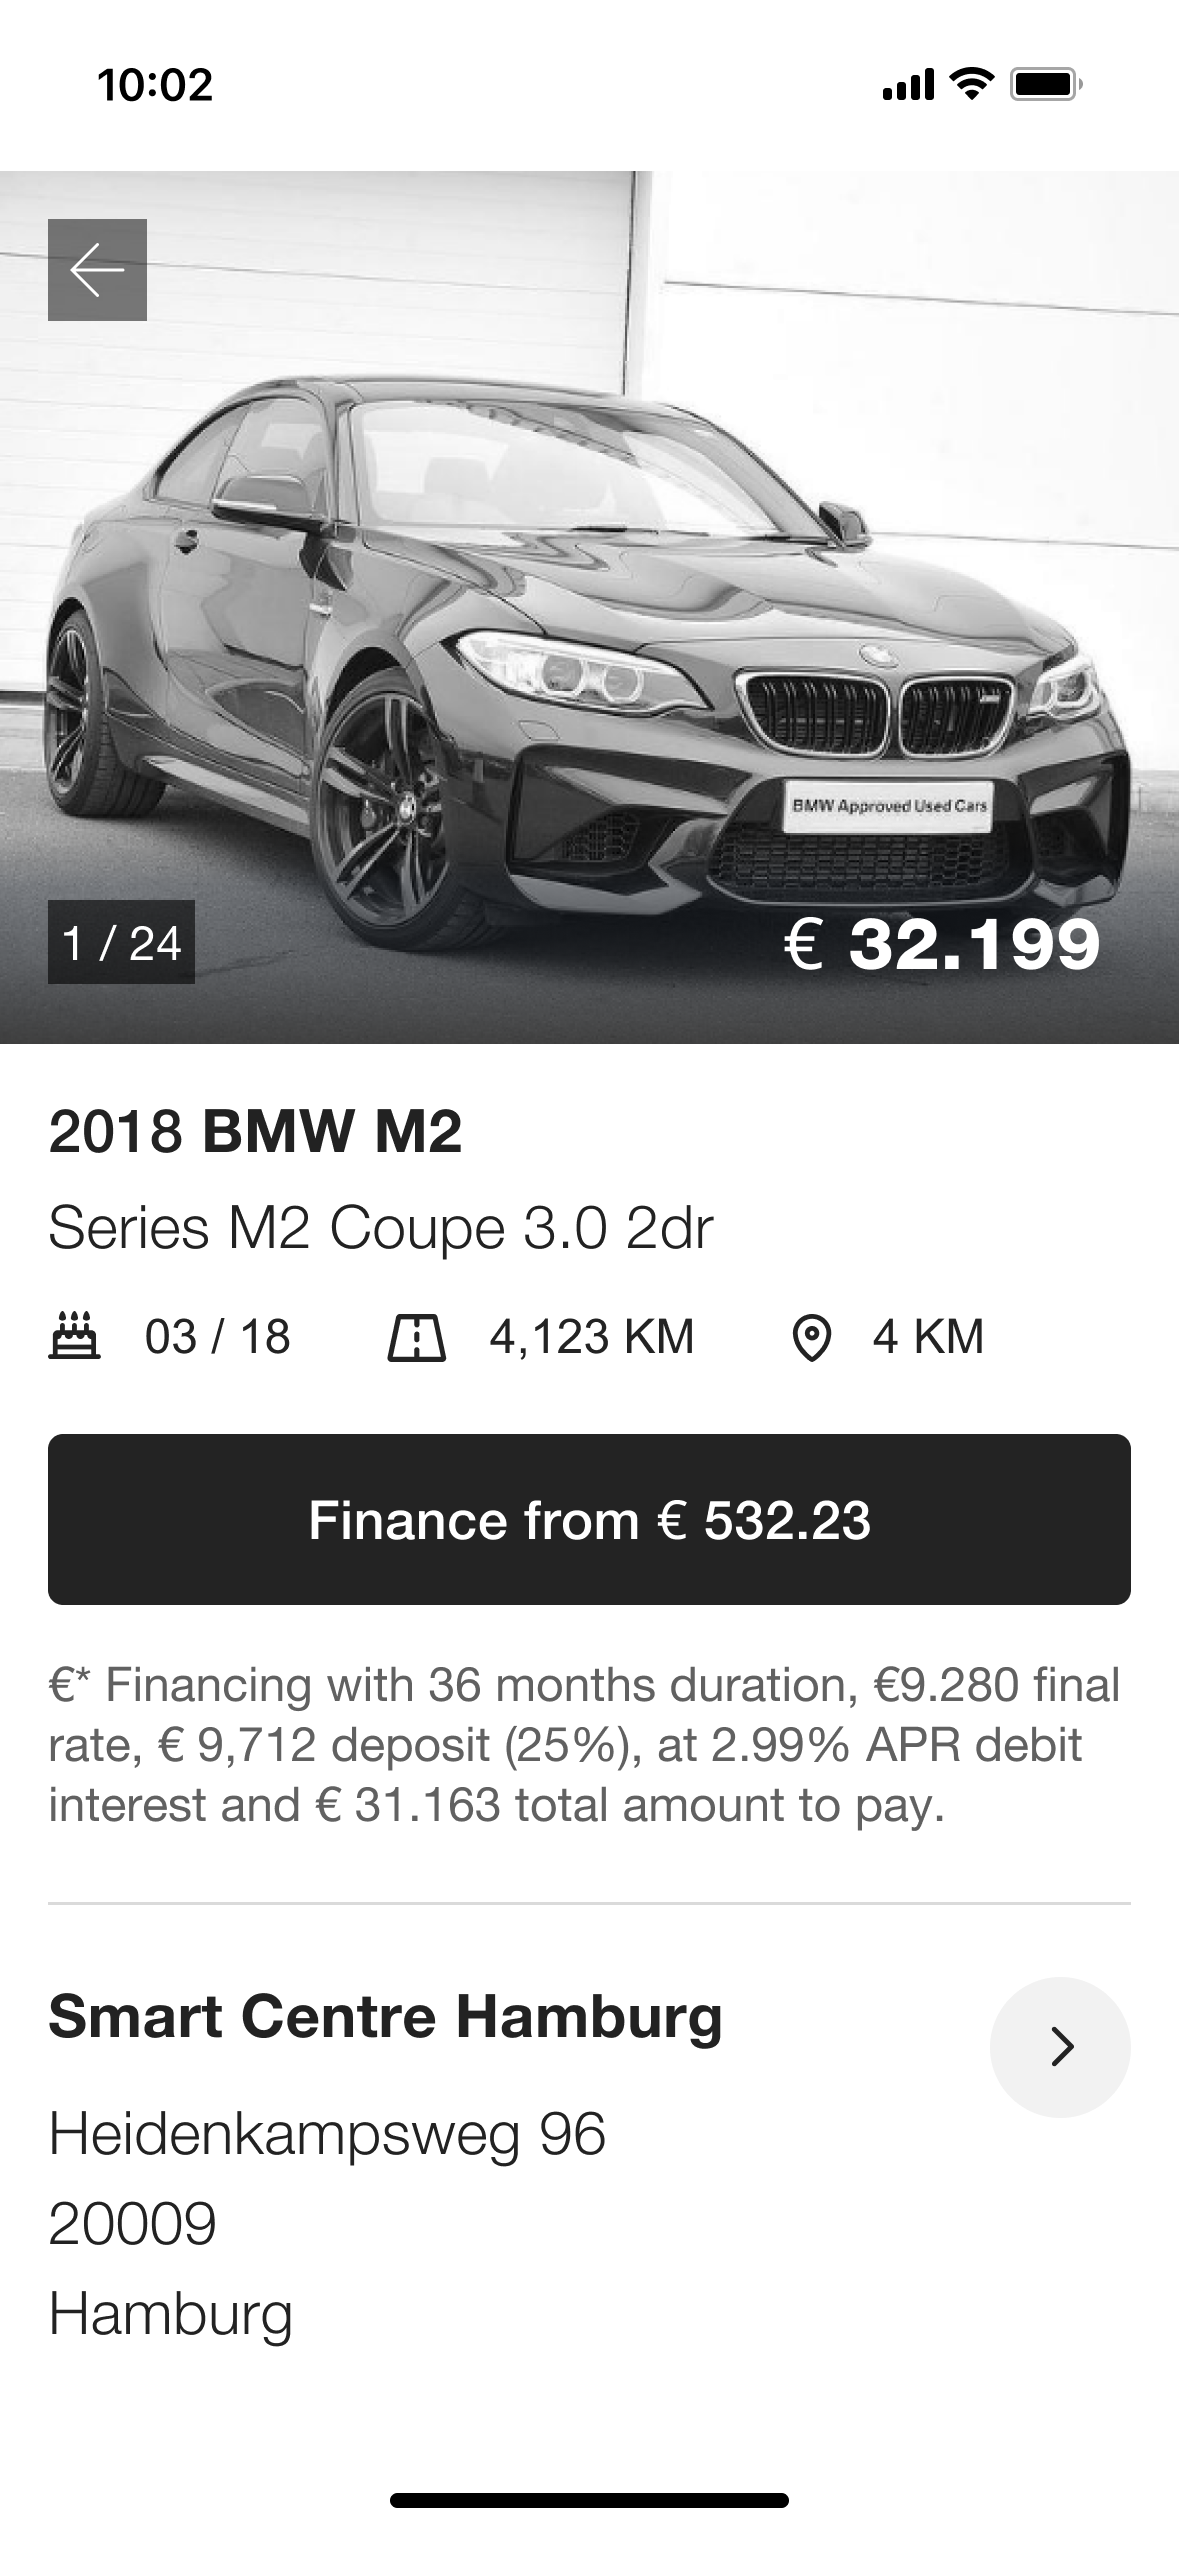 10:02
BMW Approved Used Cars
1 / 24
€ 32.199
2018 BMW M2
Series M2 Coupe 3.0 2dr
03 / 18 4,123 KM 4 KM
Finance from € 532.23
€* Financing with 36 months duration, €9.280 final
rate, € 9,712 deposit (25%), at 2.99% APR debit
interest and € 31.163 total amount to pay.
Smart Centre Hamburg
Heidenkampsweg 96
20009
Hamburg